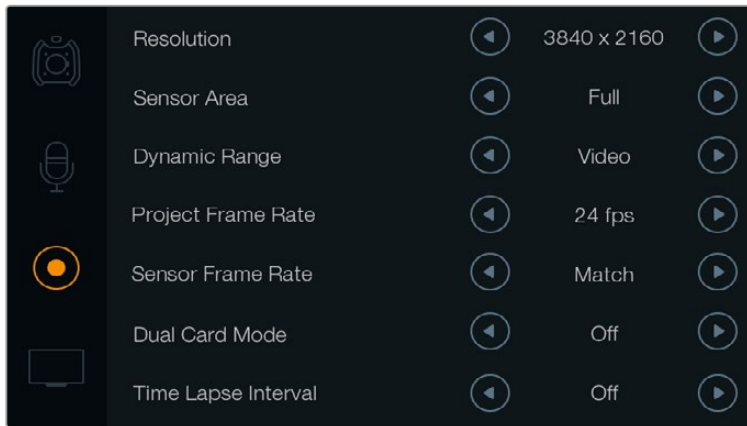 Resolution 3840 x 2160
Sensor Area Full
Dynamic Range Video
Project Frame Rate 24 fps
Sensor Frame Rate Match
Dual Card Mode Off
Time Lapse Interval Off